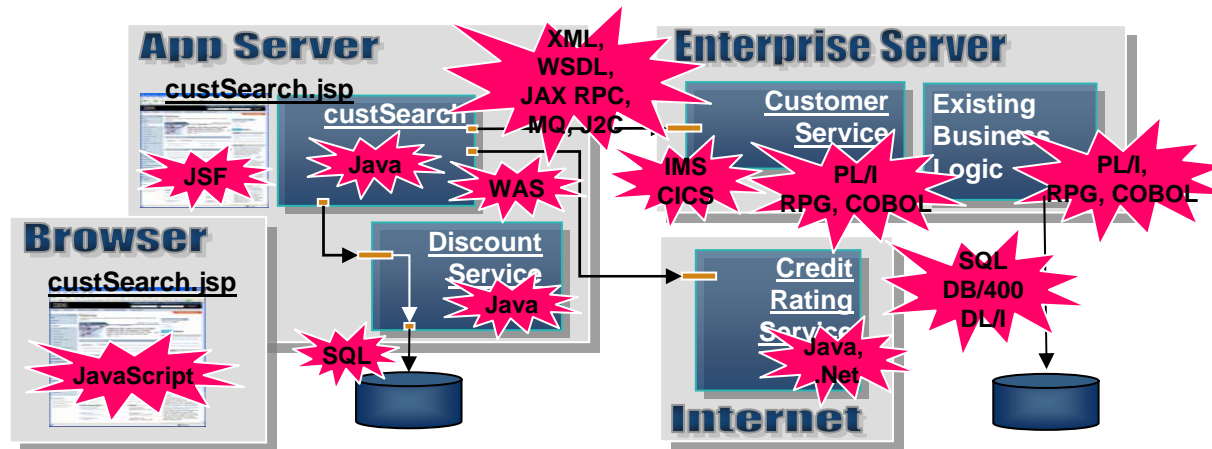 App Server
custSearch.jsp
custSearch
JSF
Java
WAS
XML,
WSDL,
JAX RPC,
MQ, J2C
Enterprise Server
Customer
Service
IMS
CICS
PL/I
RPG, COBOL
Existing
Business
Logic
PL/I,
RPG, COBOL
Browser
custSearch.jsp
JavaScript
Discount
Service
Java
SQL
Credit
Rating
Service
Java,
.Net
Internet
SQL
DB/400
DL/I